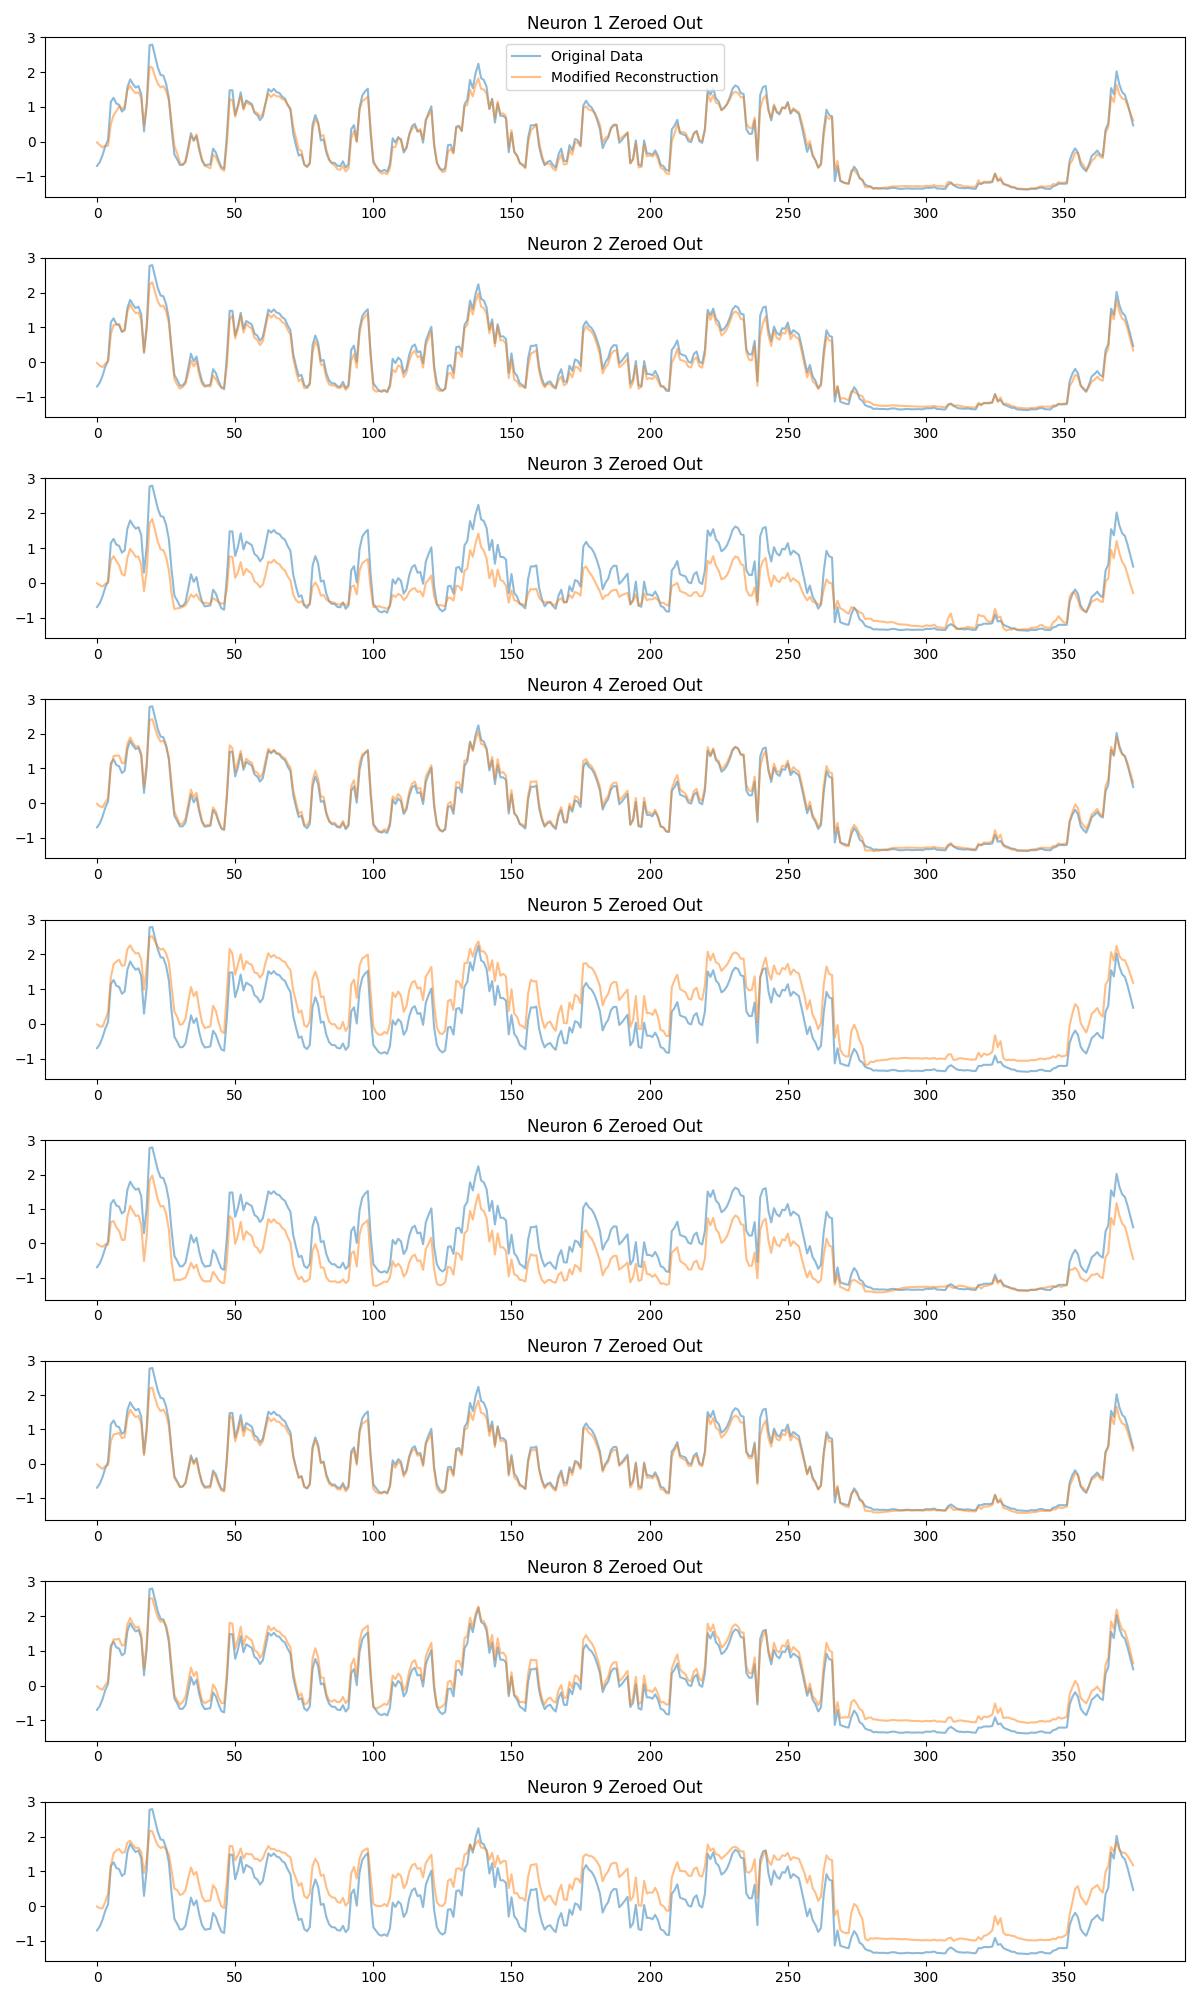 Neuron 1 Zeroed Out
Original Data
Modified Reconstruction
3
2
1
0
−1
0 50 100 150 200 250 300 350
Neuron 2 Zeroed Out
3
2
1
0
−1
0 50 100 150 200 250 300 350
Neuron 3 Zeroed Out
3
2
1
0
−1
0 50 100 150 200 250 300 350
Neuron 4 Zeroed Out
3
2
1
0
−1
0 50 100 150 200 250 300 350
Neuron 5 Zeroed Out
3
2
1
0
−1
0 50 100 150 200 250 300 350
Neuron 6 Zeroed Out
3
2
1
0
−1
0 50 100 150 200 250 300 350
Neuron 7 Zeroed Out
3
2
1
0
−1
0 50 100 150 200 250 300 350
Neuron 8 Zeroed Out
3
2
1
0
−1
0 50 100 150 200 250 300 350
Neuron 9 Zeroed Out
3
2
1
0
−1
0 50 100 150 200 250 300 350